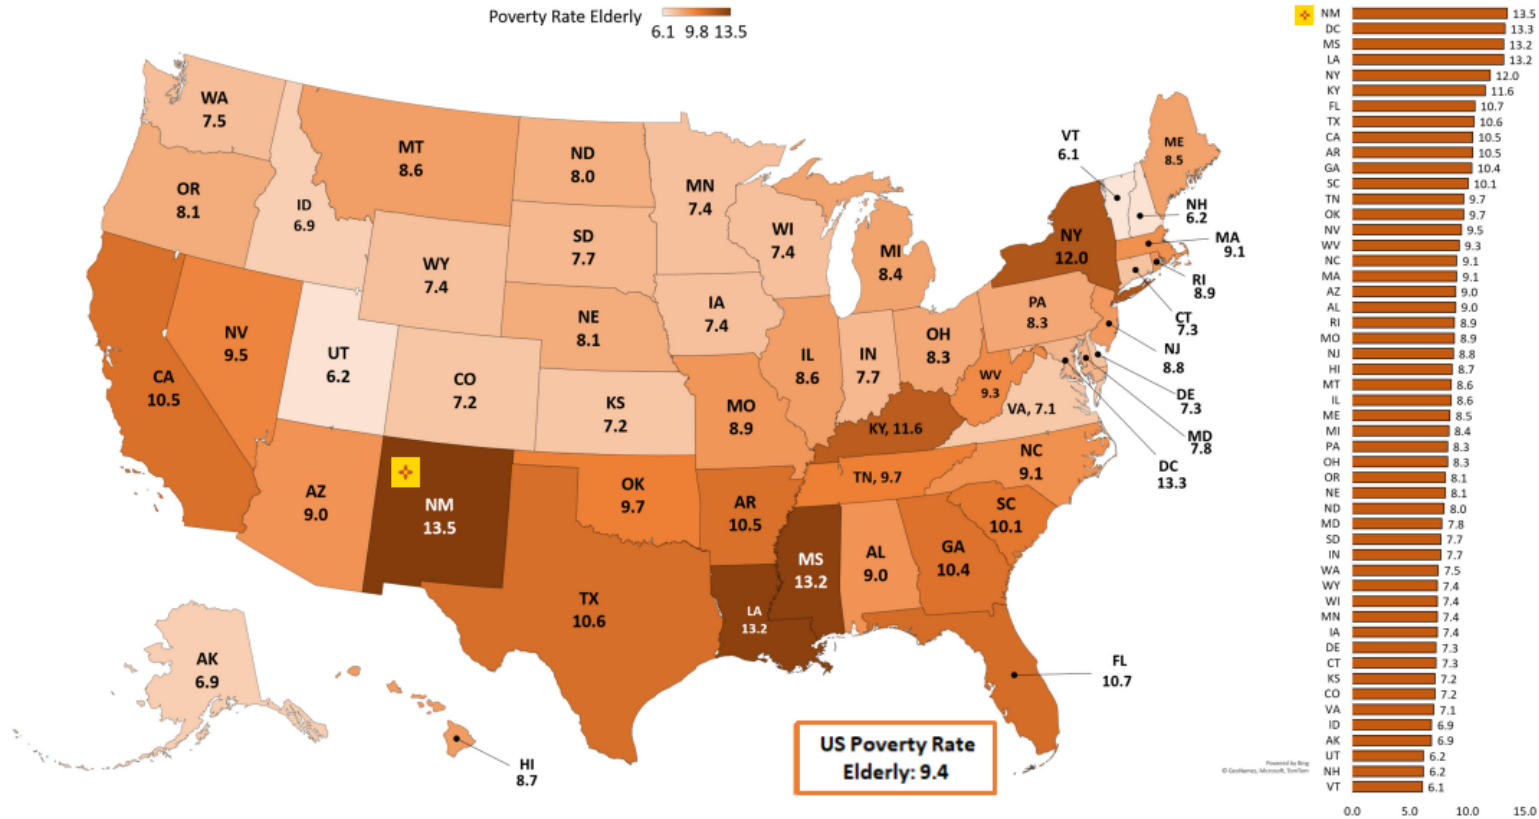 Poverty Rate Elderly
6.1 9.8 13.5
WA
7.5
OR
8.1
ID
6.9
MT
8.6
ND
8.0
MN
7.4
WI
7.4
MI
8.4
SD
7.7
WY
7.4
IA
7.4
NE
8.1
NV
9.5
UT
6.2
CO
7.2
KS
7.2
CA
10.5
AZ
9.0
NM
13.5
OK
9.7
TX
10.6
MO
8.9
IL
8.6
IN
7.7
OH
8.3
PA
8.3
NY
12.0
VT
6.1
ME
8.5
NH
6.2
MA
9.1
RI
8.9
CT
7.3
NJ
8.8
DE
7.3
MD
7.8
DC
13.3
WV
9.3
VA, 7.1
KY, 11.6
TN, 9.7
NC
9.1
SC
10.1
AR
10.5
MS
13.2
AL
9.0
GA
10.4
LA
13.2
FL
10.7
AK
6.9
HI
8.7
US Poverty Rate
Elderly: 9.4
Powered by Bing
© GeoNames, Microsoft, TomTom
NM 13.5
DC 13.3
MS 13.2
LA 13.2
NY 12.0
KY 11.6
FL 10.7
TX 10.6
CA 10.5
AR 10.5
GA 10.4
SC 10.1
TN 9.7
OK 9.7
NV 9.5
WV 9.3
NC 9.1
MA 9.1
AZ 9.0
AL 9.0
RI 8.9
MO 8.9
NJ 8.8
HI 8.7
MT 8.6
IL 8.6
ME 8.5
MI 8.4
PA 8.3
OH 8.3
OR 8.1
NE 8.1
ND 8.0
MD 7.8
SD 7.7
IN 7.7
WA 7.5
WY 7.4
WI 7.4
MN 7.4
IA 7.4
DE 7.3
CT 7.3
KS 7.2
CO 7.2
VA 7.1
ID 6.9
AK 6.9
UT 6.2
NH 6.2
VT 6.1
0.0 5.0 10.0 15.0